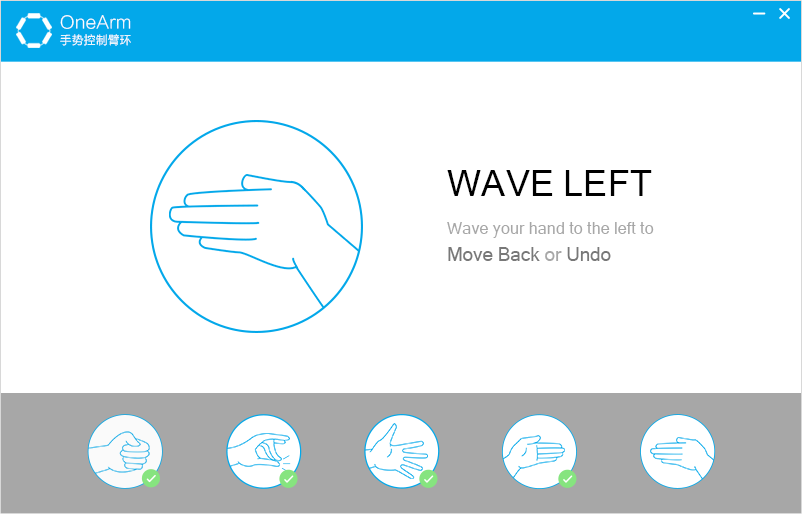 OneArm
手势控制臂环
WAVE LEFT
Wave your hand to the left to
Move Back or Undo